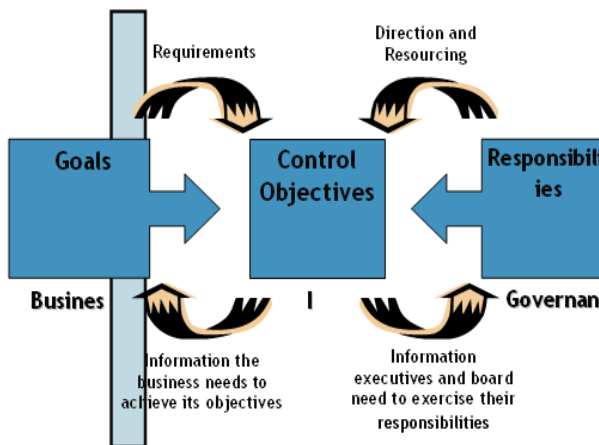 Requirements
Direction and
Resourcing
Goals
Control
Objectives
Responsibilit
ies
Busines
I
Governan
Information the
business needs to
achieve its objectives
Information
executives and board
need to exercise their
responsibilities